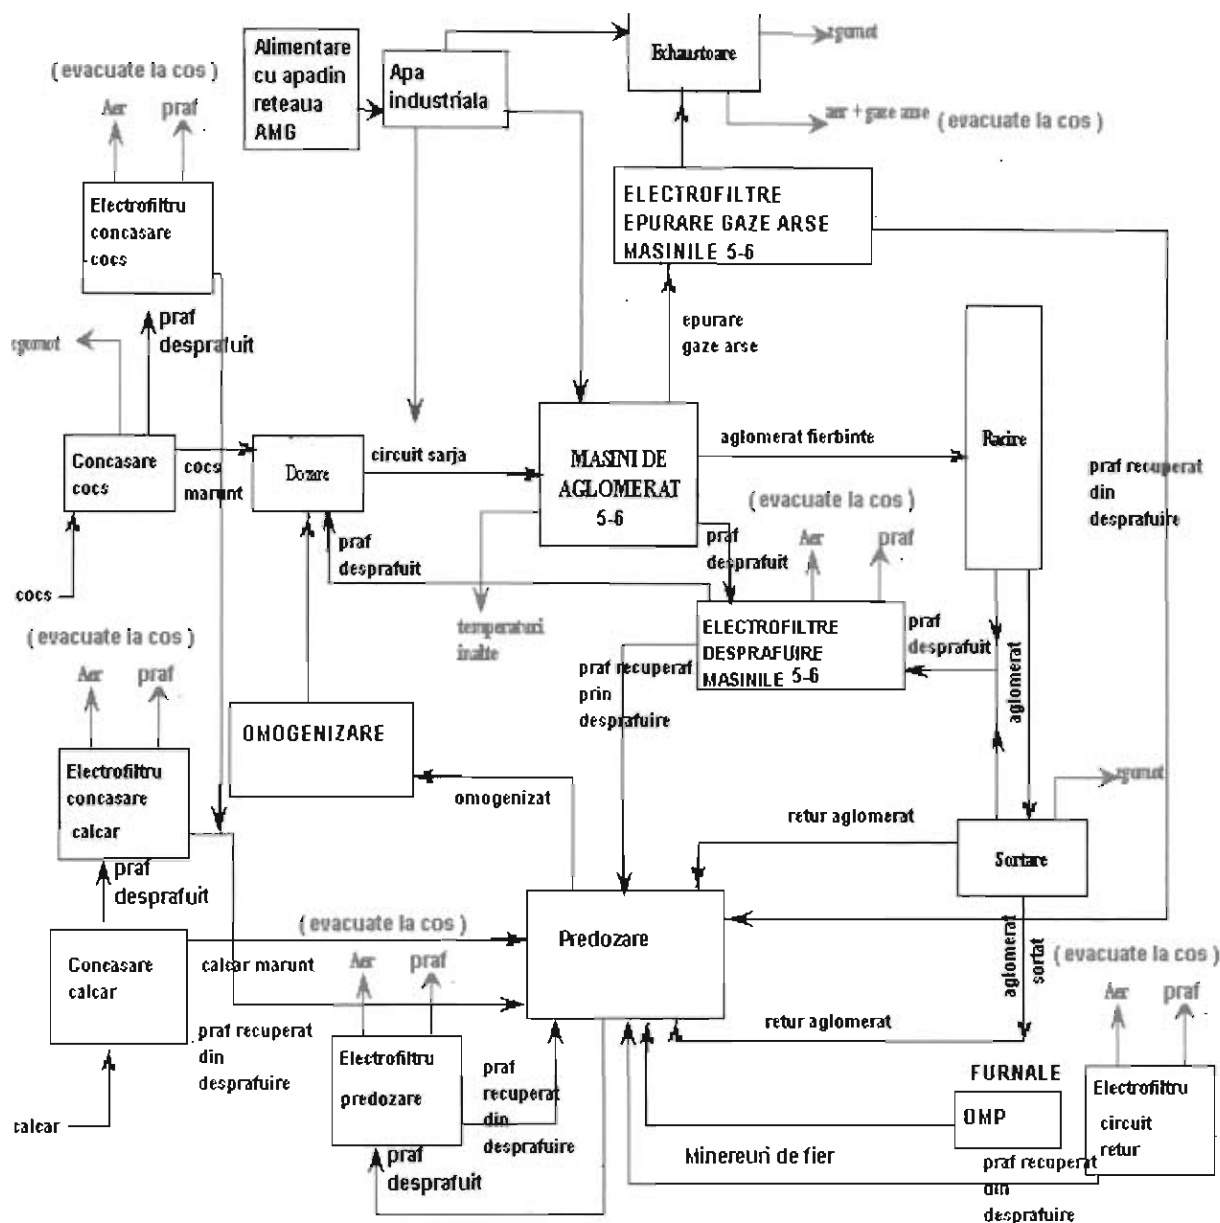 Alimentare
cu apadin
reteaua
AMG
Apa
industriala
Exhaustoare
zgomot
aer + gaze arse ( evacuate la cos )
( evacuate la cos )
Aer praf
Electrofiltru
concasare
cocs
ELECTROFILTRE
EPURARE GAZE ARSE
MASINILE 5-6
praf
desprafuit
zgomot
epurare
gaze arse
Concasare
cocs
cocs
marunt
Dozare
circuit sarja
MASINI DE
AGLOMERAT
5-6
aglomerat fierbinte
Racire
praf recuperat
din
desprafuire
( evacuate la cos )
Aer praf
praf
desprafuit
praf
desprafuit
cocs
temperaturi
inalte
ELECTROFILTRE
DESPRAFUIRE
MASINILE 5-6
praf
desprafuit
aglomerat
praf recuperat
prin
desprafuire
( evacuate la cos )
Aer praf
OMOGENIZARE
Electrofiltru
concasare
calcar
omogenizat
zgomot
retur aglomerat
Sortare
praf
desprafuit
Concasare
calcar
calcar marunt
( evacuate la cos )
Aer praf
Predozare
aglomerat
sortat
( evacuate la cos )
Aer praf
praf recuperat
din
desprafuire
retur aglomerat
calcar
Electrofiltru
predozare
praf
recuperat
din
desprafuire
praf
desprafuit
FURNALE
OMP
Minereuri de fier
Electrofiltru
circuit
retur
praf recuperat
din
desprafuire